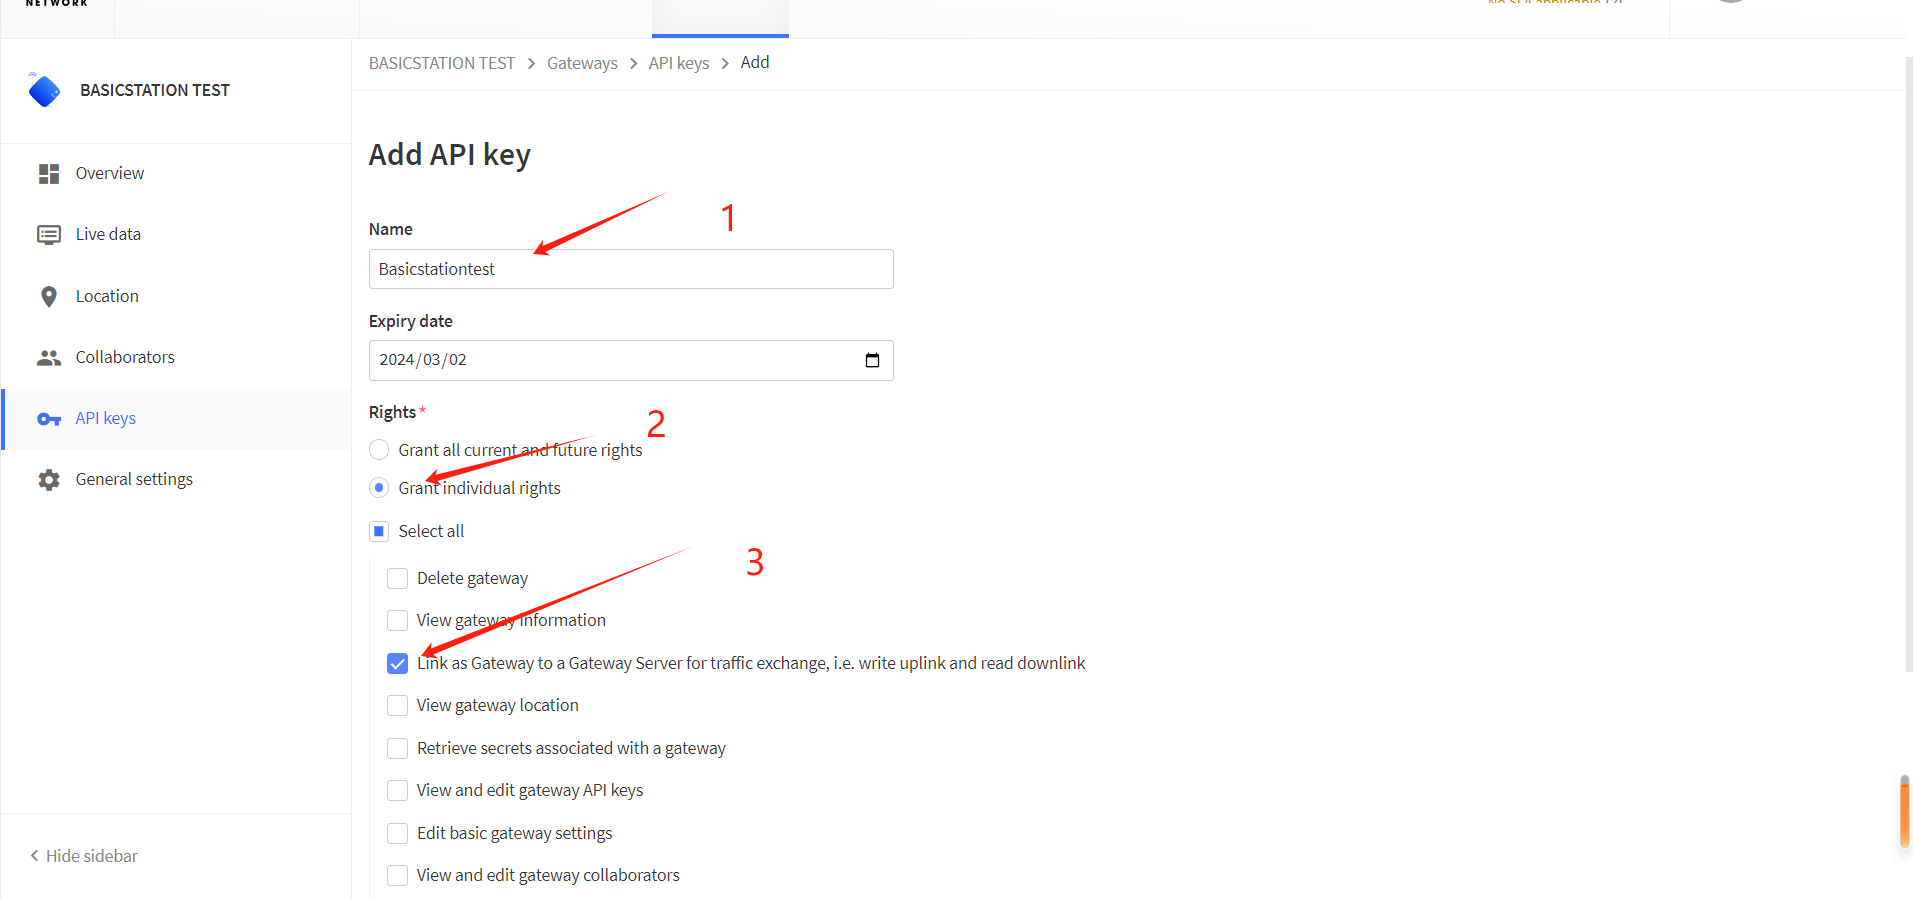 NETWORK
No SLA applicable
BASICSTATION TEST
Overview
Live data
Location
Collaborators
API keys
General settings
Hide sidebar
BASICSTATION TEST > Gateways > API keys > Add
Add API key
1
Name
Basicstationtest
Expiry date
2024/03/02
Rights *
2
Grant all current and future rights
Grant individual rights
Select all
3
Delete gateway
View gateway information
Link as Gateway to a Gateway Server for traffic exchange, i.e. write uplink and read downlink
View gateway location
Retrieve secrets associated with a gateway
View and edit gateway API keys
Edit basic gateway settings
View and edit gateway collaborators